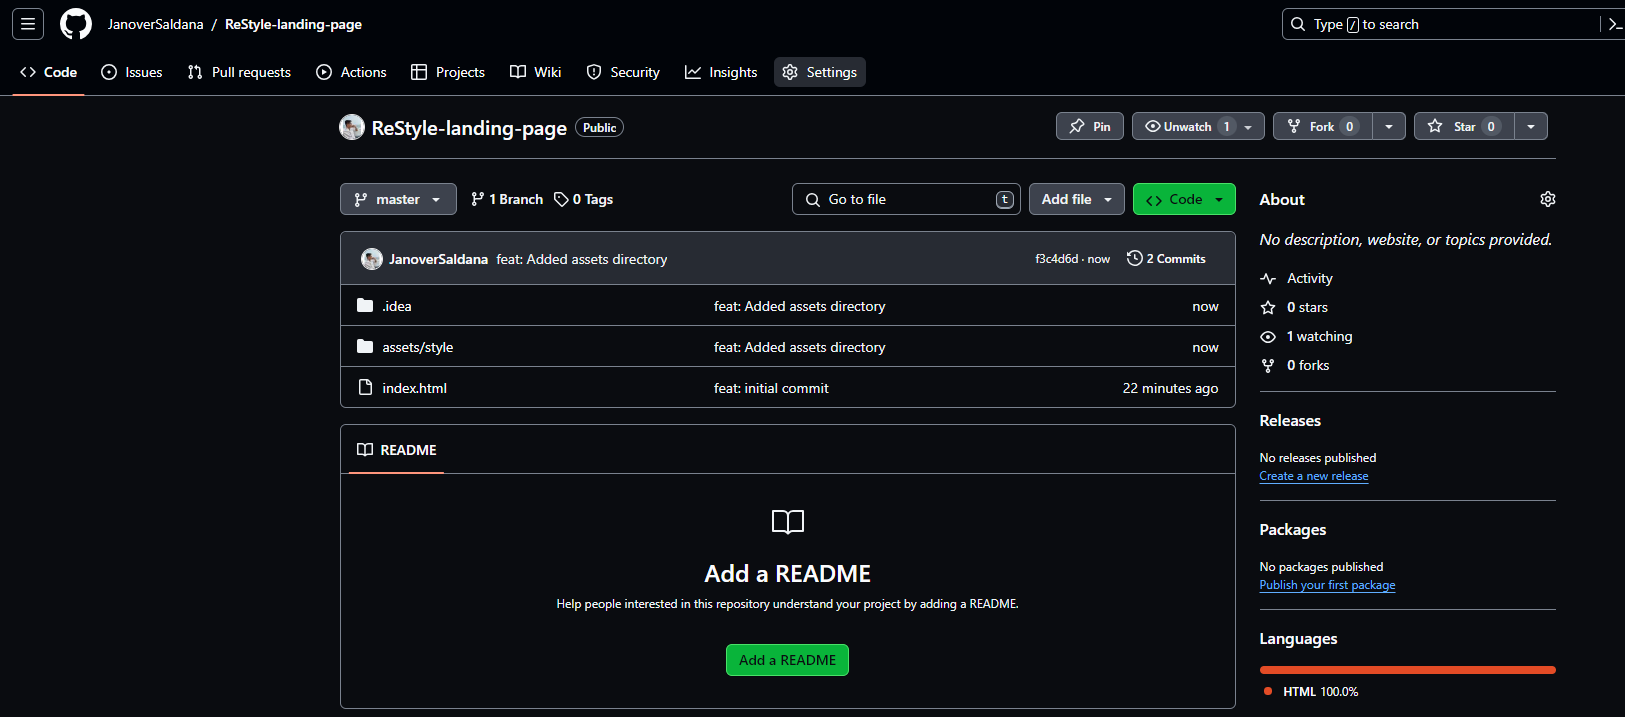 JanoverSaldana / ReStyle-landing-page
Type / to search
Code Issues Pull requests Actions Projects Wiki Security Insights Settings
ReStyle-landing-page Public
Pin Unwatch 1 Fork 0 Star 0
master 1 Branch 0 Tags Go to file t Add file Code
JanoverSaldana feat: Added assets directory f3c4d6d · now 2 Commits
.idea feat: Added assets directory now
assets/style feat: Added assets directory now
index.html feat: initial commit 22 minutes ago
README
Add a README
Help people interested in this repository understand your project by adding a README.
Add a README
About
No description, website, or topics provided.
Activity
0 stars
1 watching
0 forks
Releases
No releases published
Create a new release
Packages
No packages published
Publish your first package
Languages
HTML 100.0%